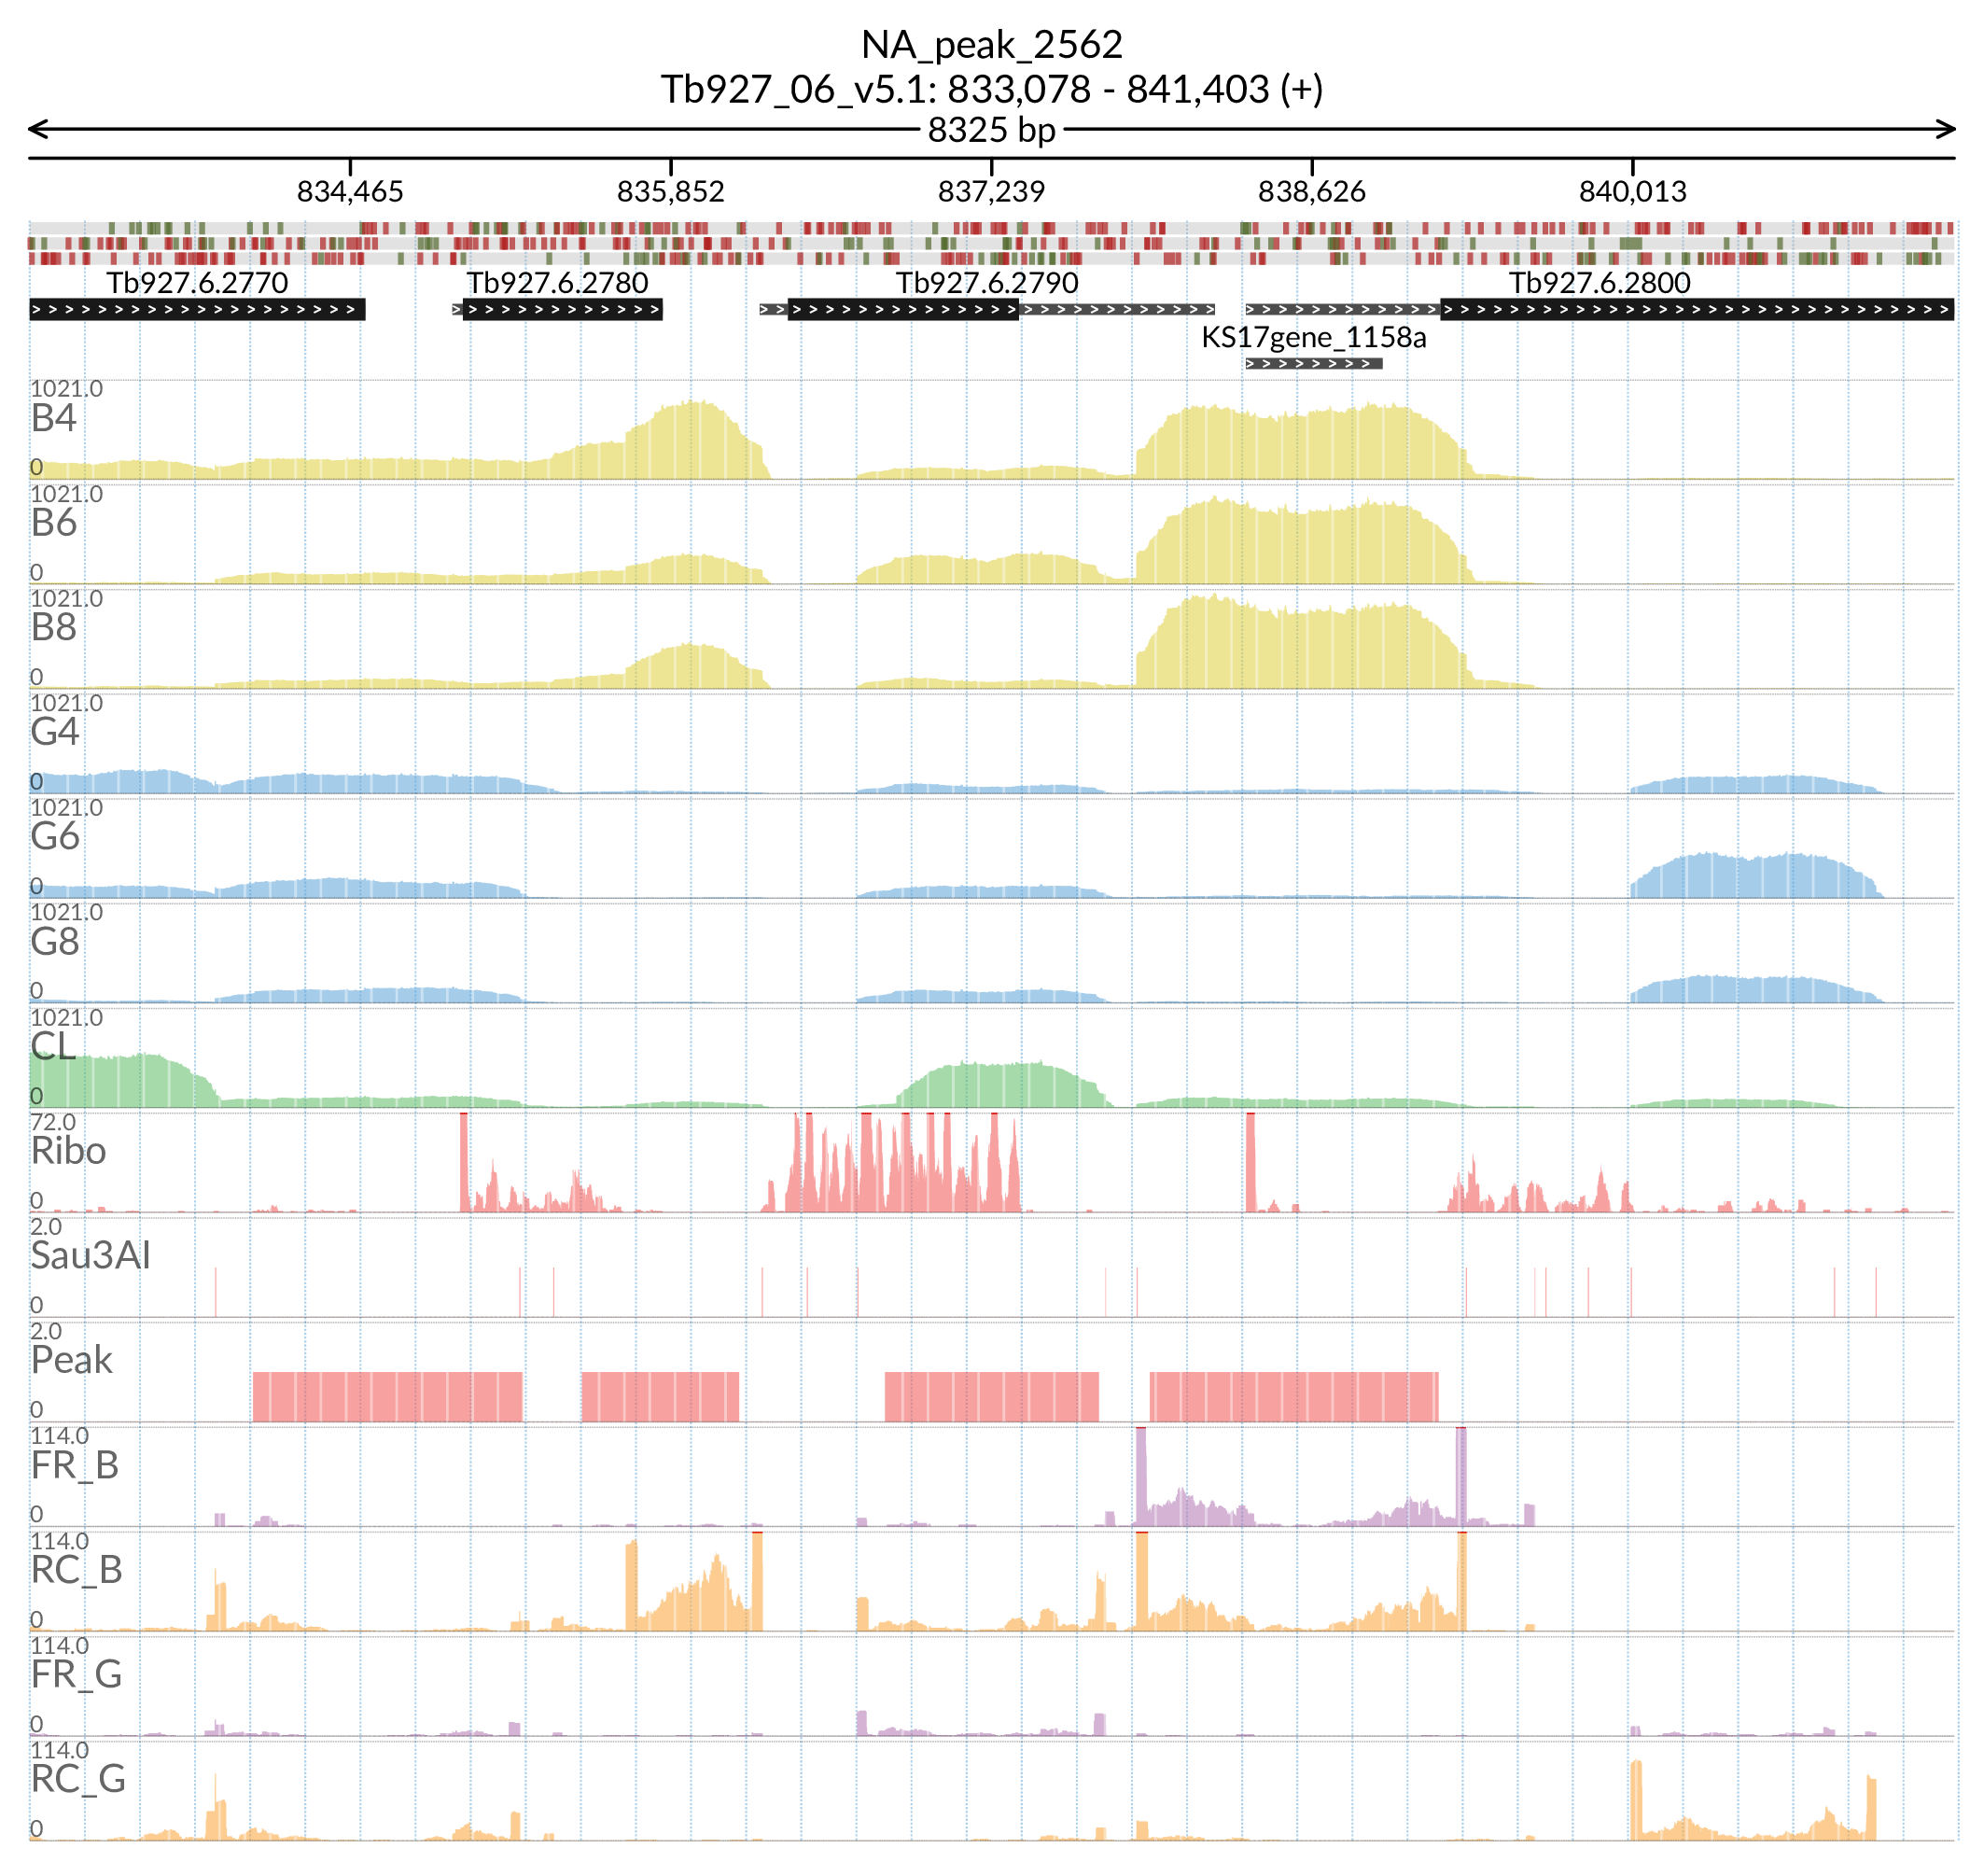 NA_peak_2562
Tb927_06_v5.1: 833,078 - 841,403 (+)
8325 bp
834,465 835,852 837,239 838,626 840,013
Tb927.6.2770 Tb927.6.2780 Tb927.6.2790 Tb927.6.2800
KS17gene_1158a
1021.0
B4
0
1021.0
B6
0
1021.0
B8
0
1021.0
G4
0
1021.0
G6
0
1021.0
G8
0
1021.0
CL
0
72.0
Ribo
0
2.0
Sau3AI
0
2.0
Peak
0
114.0
FR_B
0
114.0
RC_B
0
114.0
FR_G
0
114.0
RC_G
0